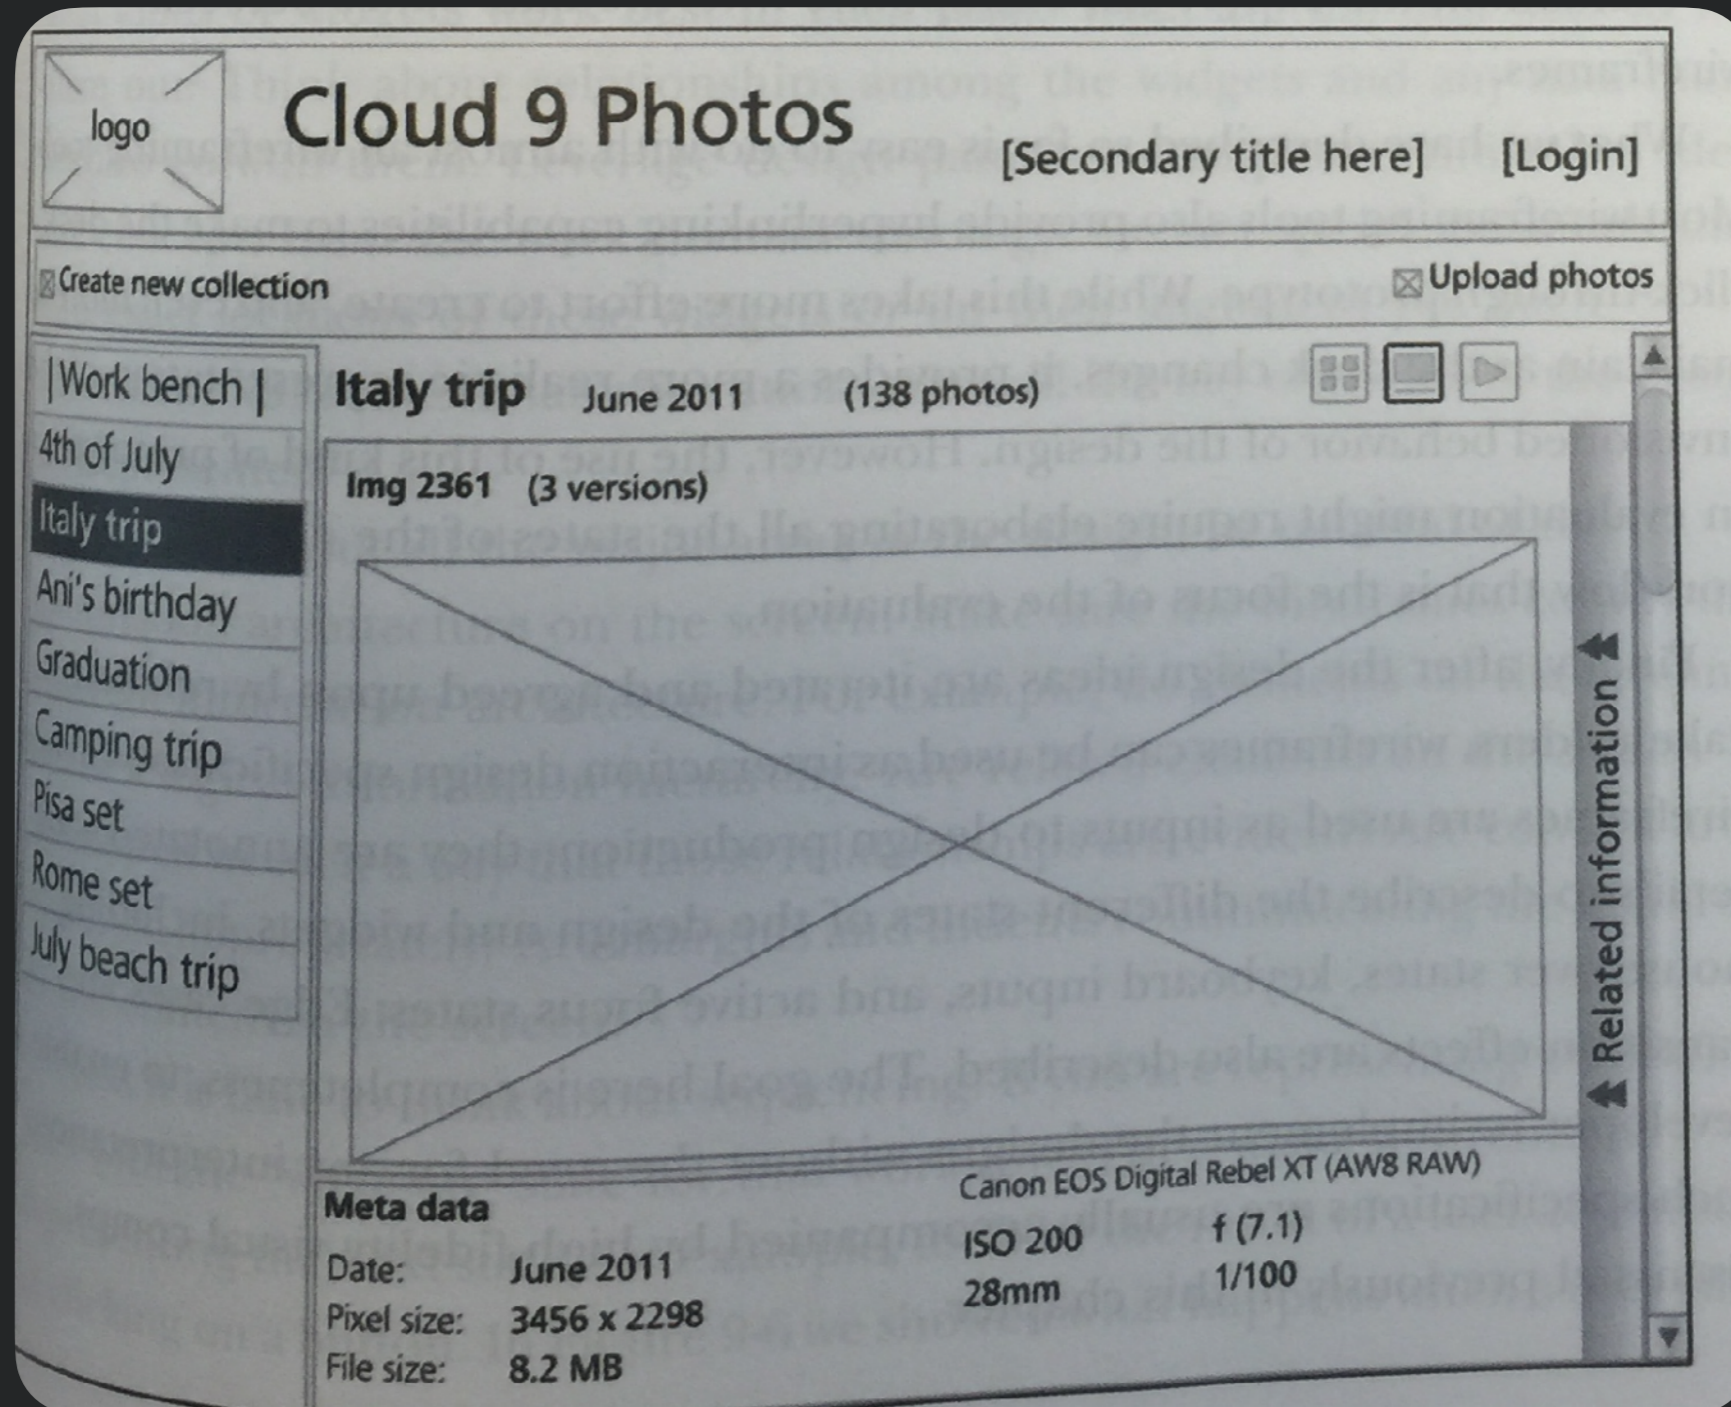 logo
Cloud 9 Photos
[Secondary title here] [Login]
Create new collection
Upload photos
|Work bench |
4th of July
Italy trip
Ani's birthday
Graduation
Camping trip
Pisa set
Rome set
July beach trip
Italy trip June 2011 (138 photos)
Img 2361 (3 versions)
Related information
Meta data
Date: June 2011
Pixel size: 3456 x 2298
File size: 8.2 MB
Canon EOS Digital Rebel XT (AW8 RAW)
ISO 200 f (7.1)
28mm 1/100